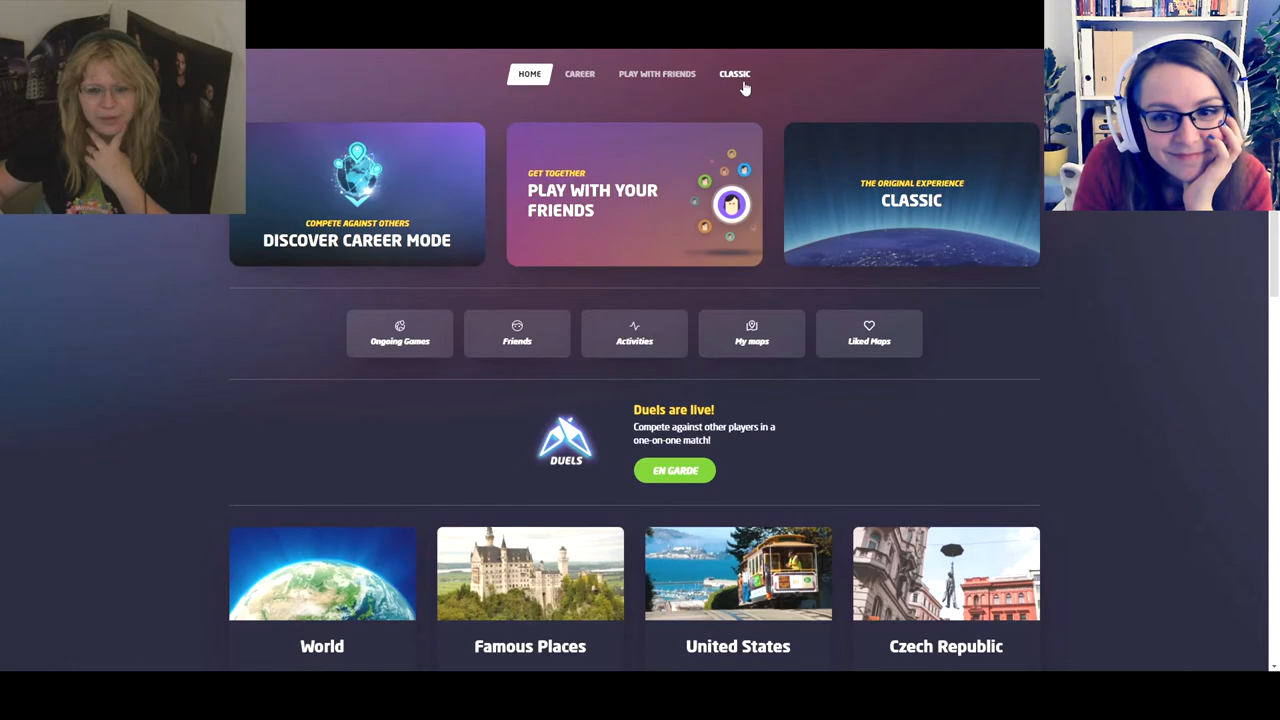 HOME
CAREER
PLAY WITH FRIENDS
CLASSIC
COMPETE AGAINST OTHERS
DISCOVER CAREER MODE
GET TOGETHER
PLAY WITH YOUR
FRIENDS
THE ORIGINAL EXPERIENCE
CLASSIC
Ongoing Games
Friends
Activities
My maps
Liked Maps
DUELS
Duels are live!
Compete against other players in a
one-on-one match!
EN GARDE
World
Famous Places
United States
Czech Republic